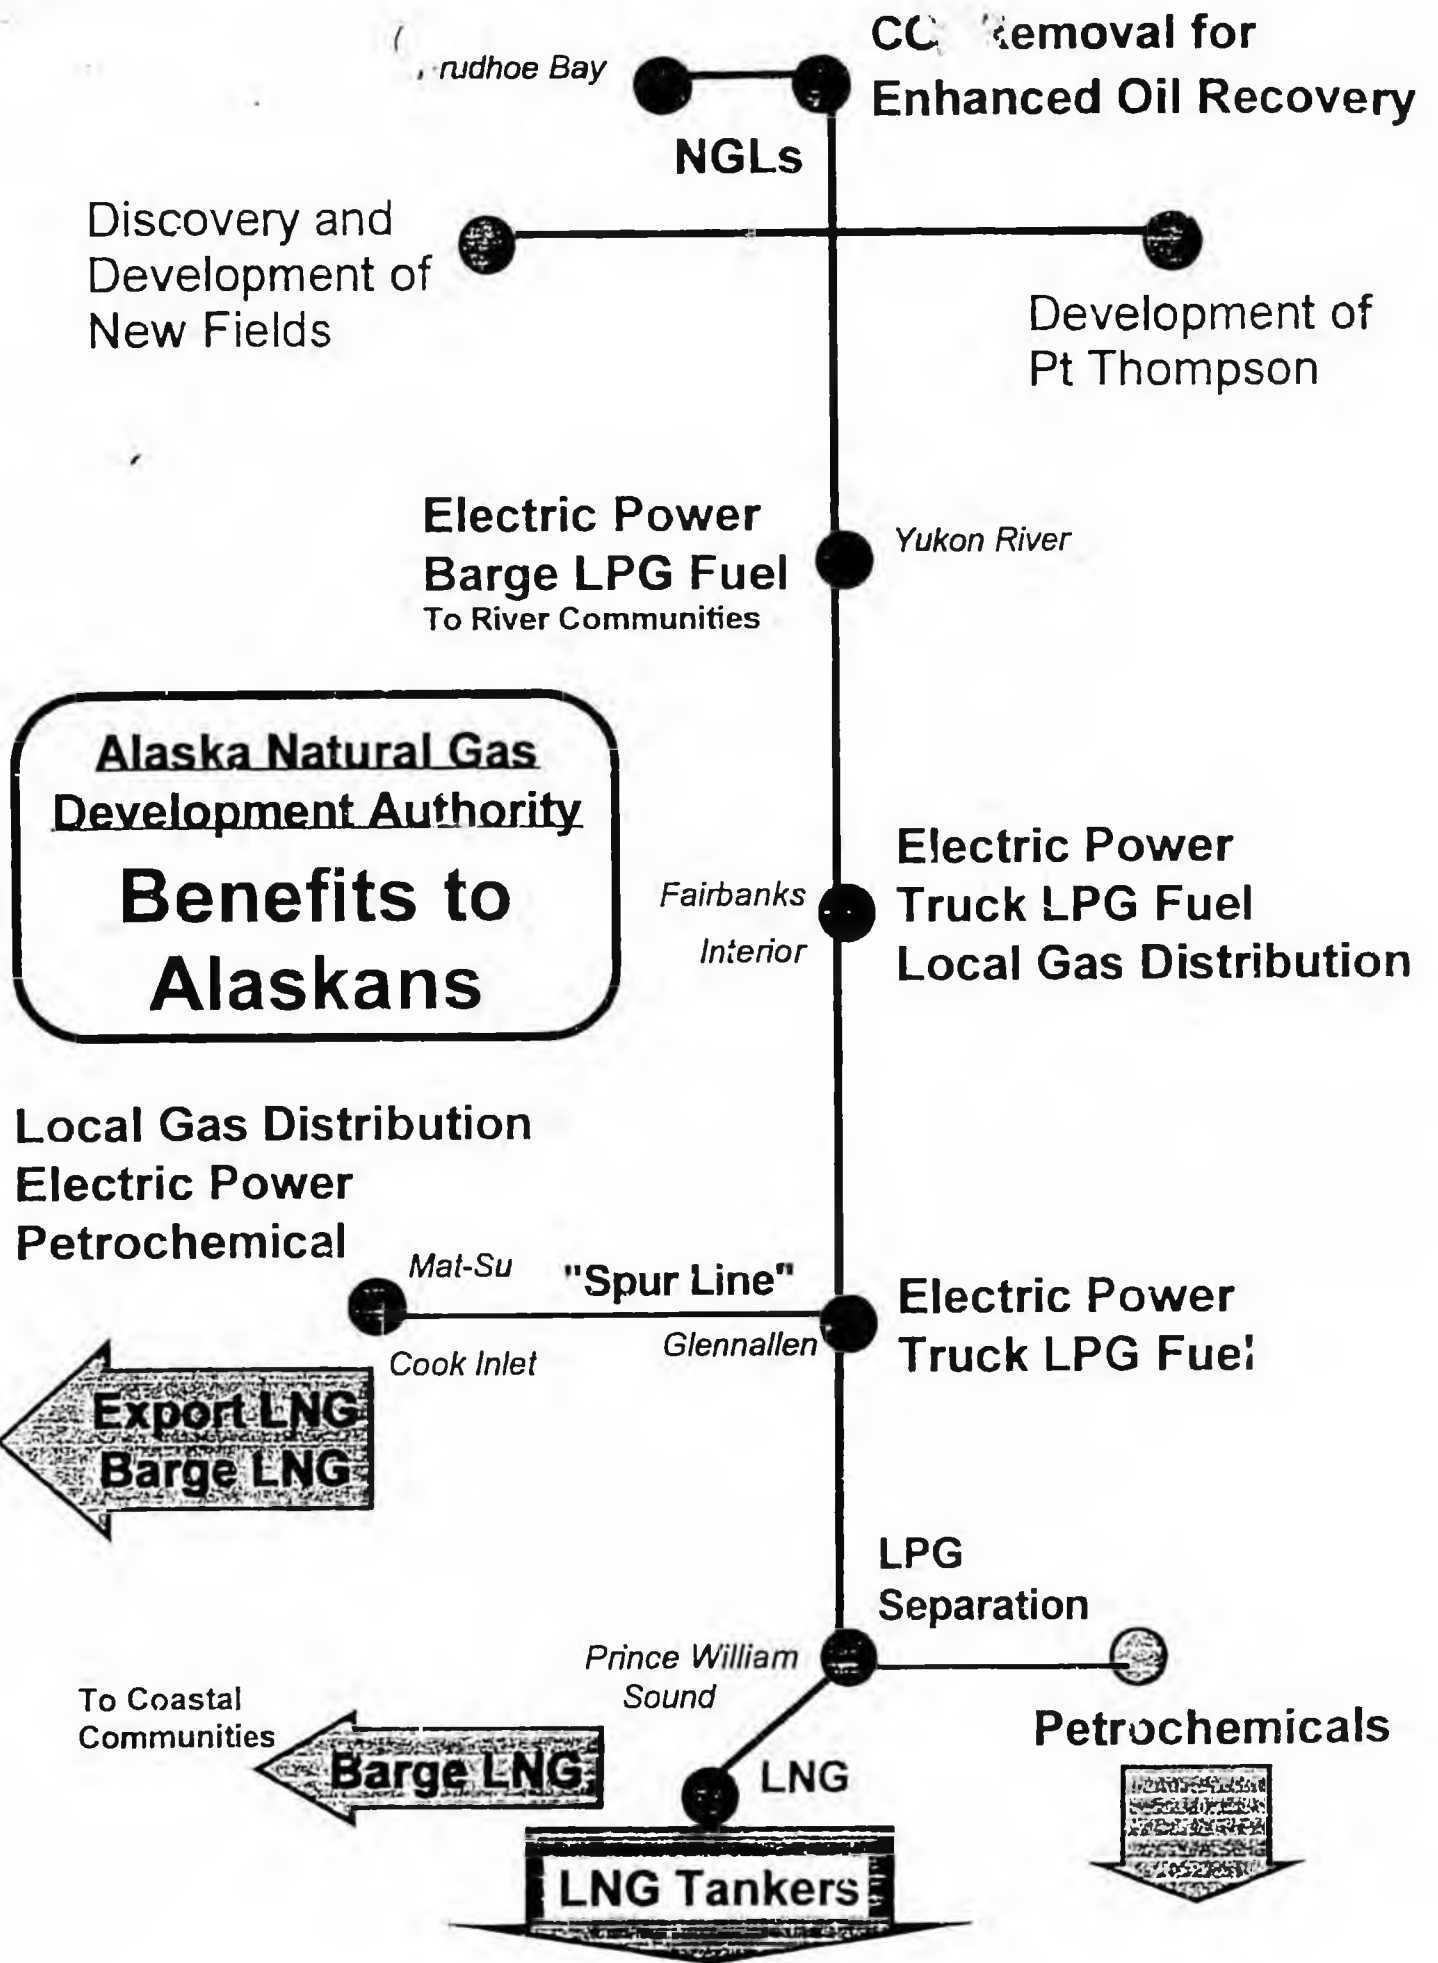 rudhoe Bay
Removal for
Enhanced Oil Recovery
NGLs
Discovery and
Development of
New Fields
Development of
Pt Thompson
Electric Power
Barge LPG Fuel
To River Communities
Yukon River
Alaska Natural Gas
Development Authority
Benefits to
Alaskans
Fairbanks
Interior
Electric Power
Truck LPG Fuel
Local Gas Distribution
Local Gas Distribution
Electric Power
Petrochemical
Mat-Su
"Spur Line"
Cook Inlet
Glennallen
Electric Power
Truck LPG Fuel
Export LNG
Barge LNG
LPG
Separation
Prince William
Sound
To Coastal
Communities
Barge LNG
LNG
Petrochemicals
LNG Tankers